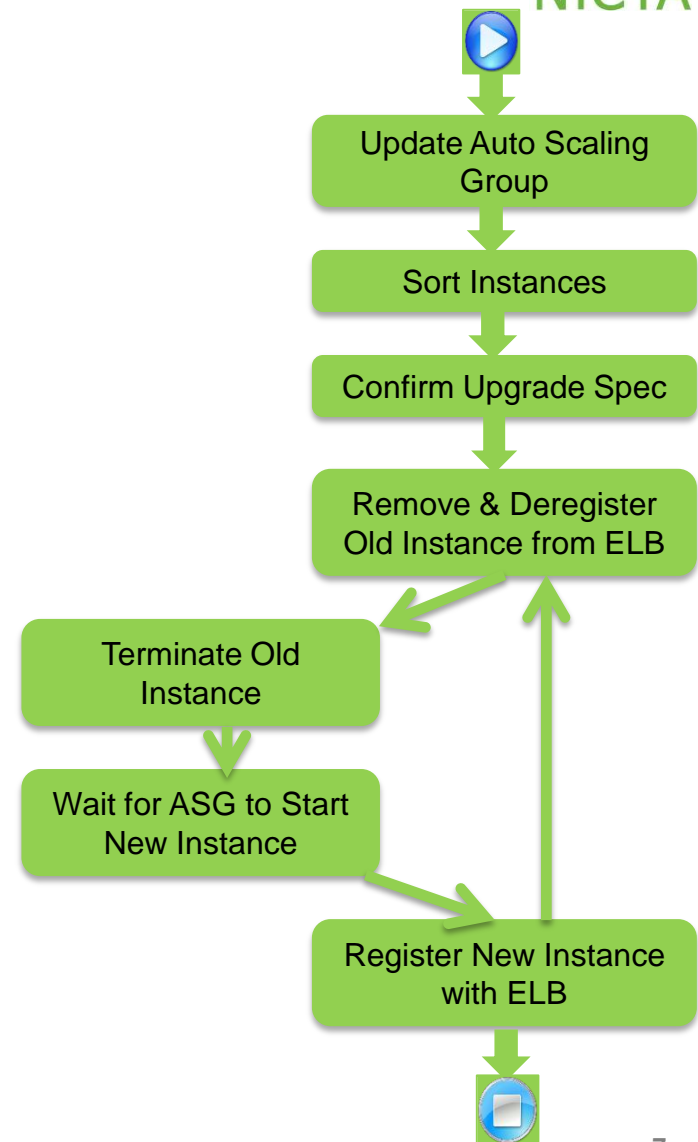 NICTA
Update Auto Scaling
Group
Sort Instances
Confirm Upgrade Spec
Remove & Deregister
Old Instance from ELB
Terminate Old
Instance
Wait for ASG to Start
New Instance
Register New Instance
with ELB